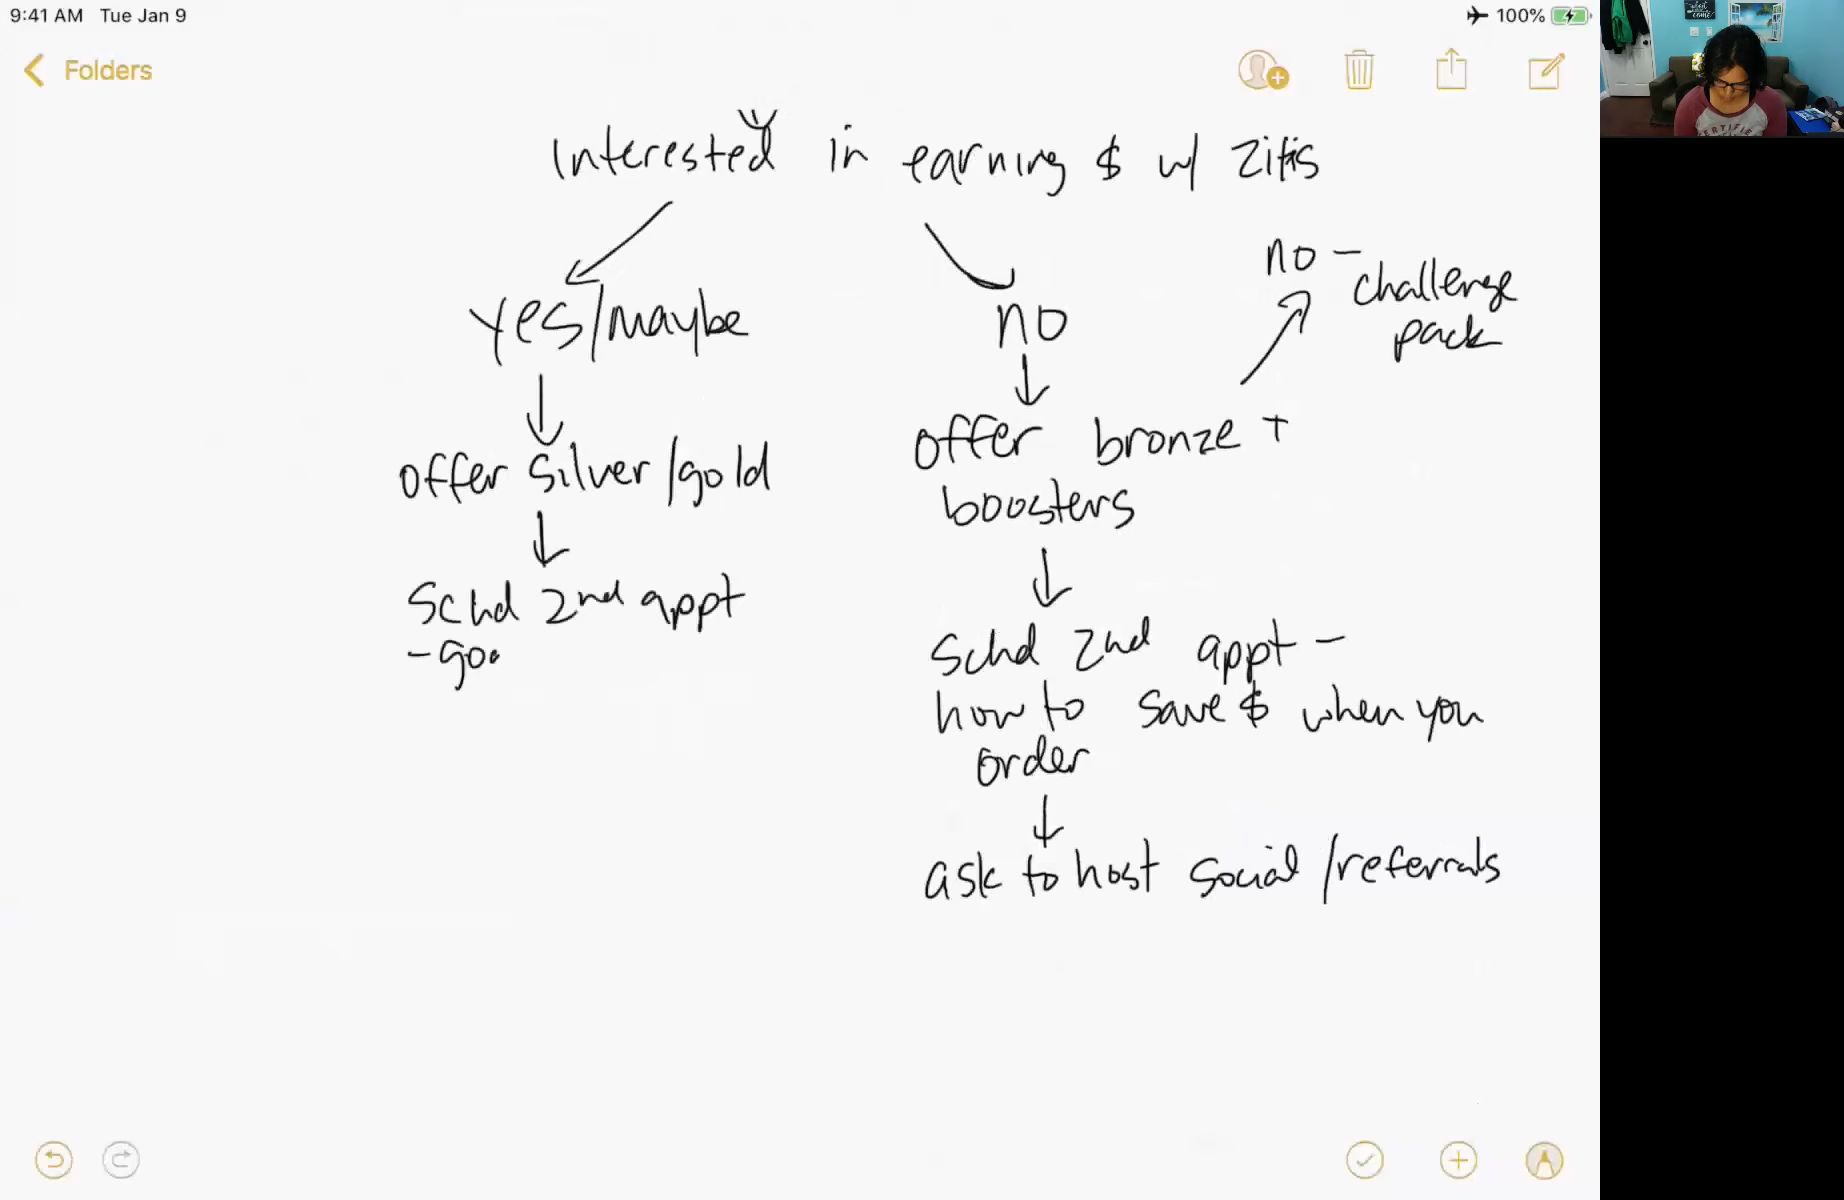 9:41 AM Tue Jan 9
100%
Folders
Interested in earning $ w/ Zifis
yes/maybe
no
no - challenge pack
offer silver/gold
offer bronze +
boosters
Schd 2nd appt
- goa
Schd 2nd appt -
how to save $ when you
order
ask to host social/referrals